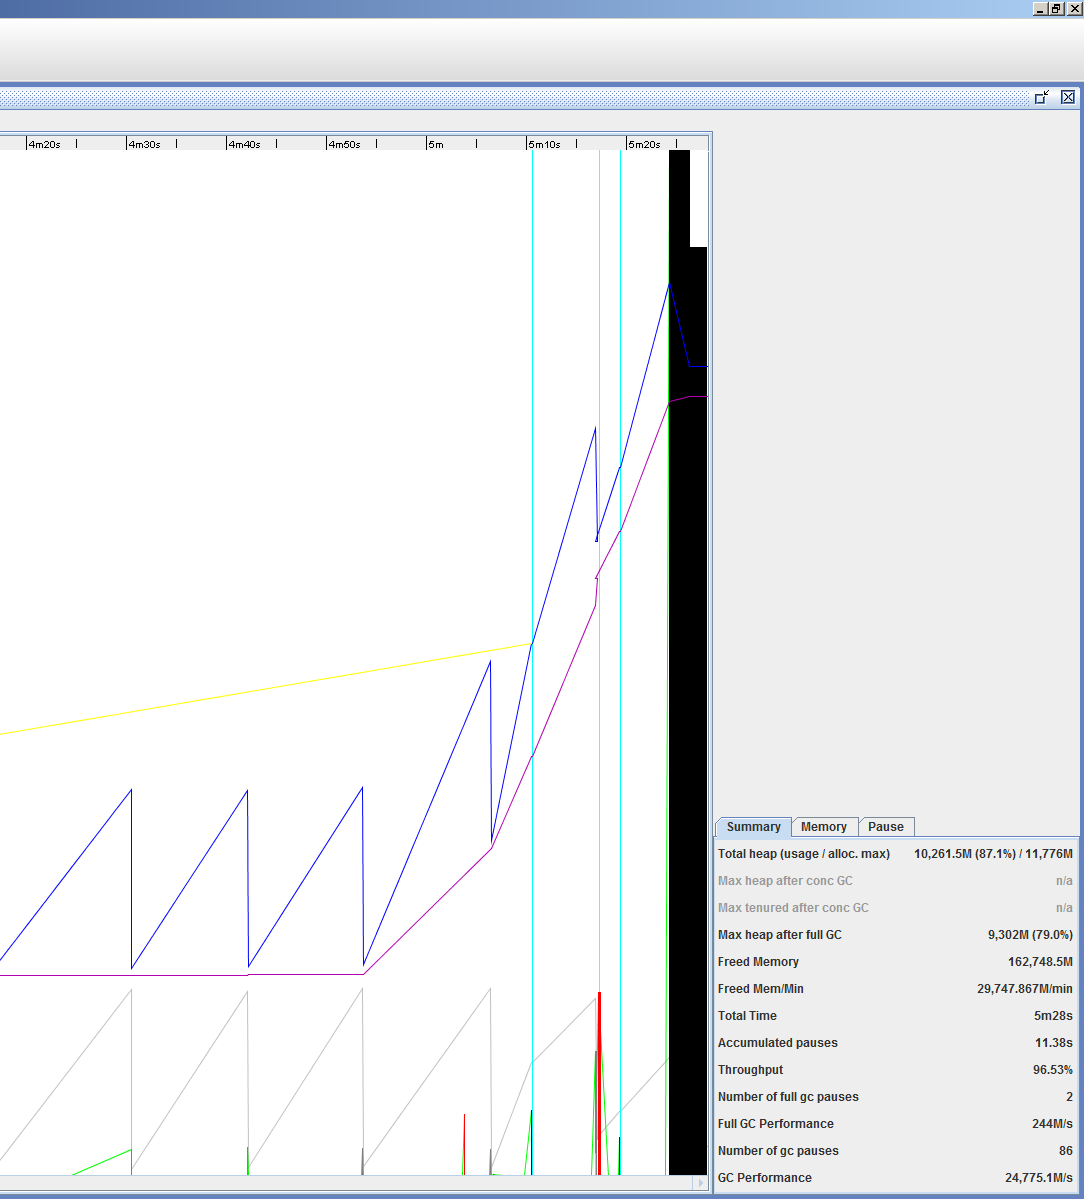 4m20s 4m30s 4m40s 4m50s 5m 5m10s 5m20s
Summary Memory Pause
Total heap (usage / alloc. max) 10,261.5M (87.1%) / 11,776M
Max heap after conc GC n/a
Max tenured after conc GC n/a
Max heap after full GC 9,302M (79.0%)
Freed Memory 162,748.5M
Freed Mem/Min 29,747.867M/min
Total Time 5m28s
Accumulated pauses 11.38s
Throughput 96.53%
Number of full gc pauses 2
Full GC Performance 244M/s
Number of gc pauses 86
GC Performance 24,775.1M/s